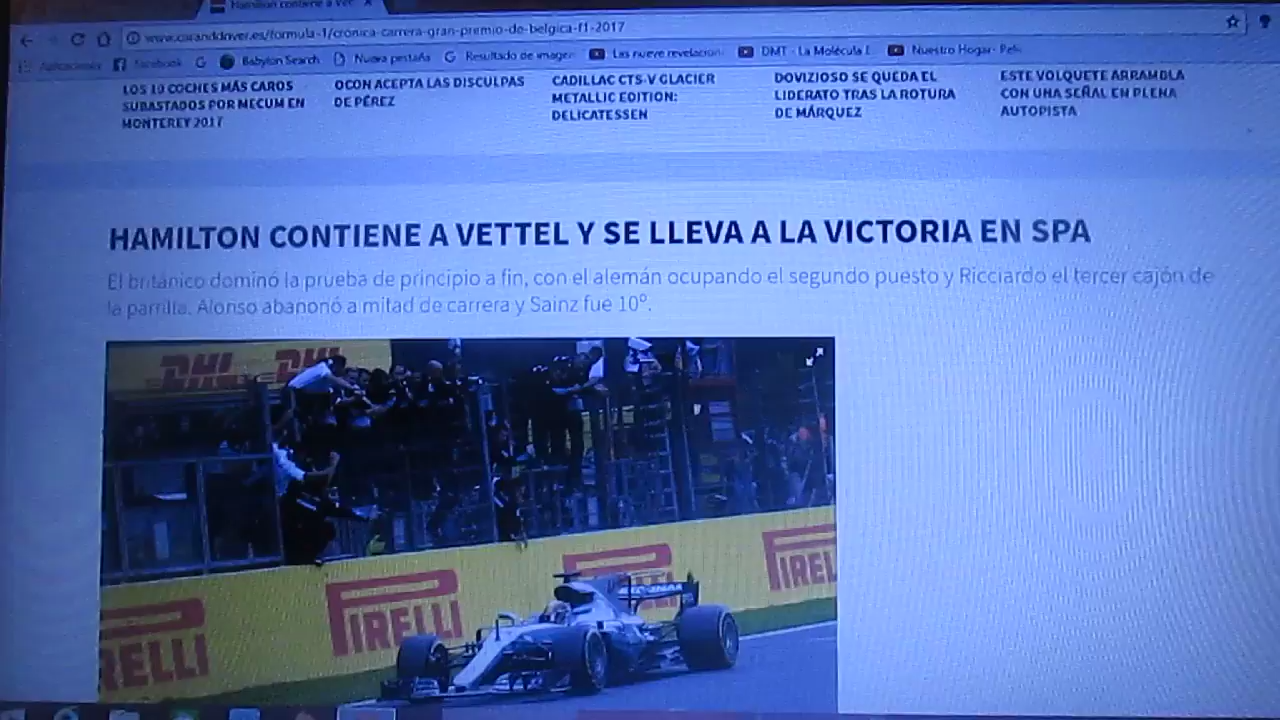 Hamilton contiene a Vet
www.caranddriver.es/formula-1/cronica-carrera-gran-premio-de-belgica-f1-2017
Aplicaciones Facebook Babylon Search Nueva pestaña Resultado de imagen Las nueve revelacion DMT - La Molécula Nuestro Hogar- Pelí
LOS 10 COCHES MÁS CAROS
SUBASTADOS POR MECUM EN
MONTEREY 2017
OCON ACEPTA LAS DISCULPAS
DE PÉREZ
CADILLAC CTS-V GLACIER
METALLIC EDITION:
DELICATESSEN
DOVIZIOSO SE QUEDA EL
LIDERATO TRAS LA ROTURA
DE MÁRQUEZ
ESTE VOLQUETE ARRAMBLA
CON UNA SEÑAL EN PLENA
AUTOPISTA
HAMILTON CONTIENE A VETTEL Y SE LLEVA A LA VICTORIA EN SPA
El británico dominó la prueba de principio a fin, con el alemán ocupando el segundo puesto y Ricciardo el tercer cajón de
la parrilla. Alonso abanonó a mitad de carrera y Sainz fue 10º.
DHL DHL
PIRELLI
PIRELLI
PIRELLI
RELLI